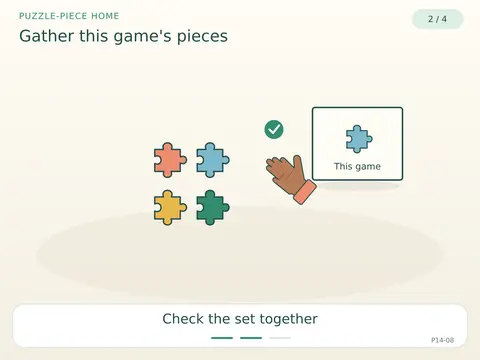 PUZZLE-PIECE HOME
2 / 4
Gather this game's pieces
This game
Check the set together
P14-08